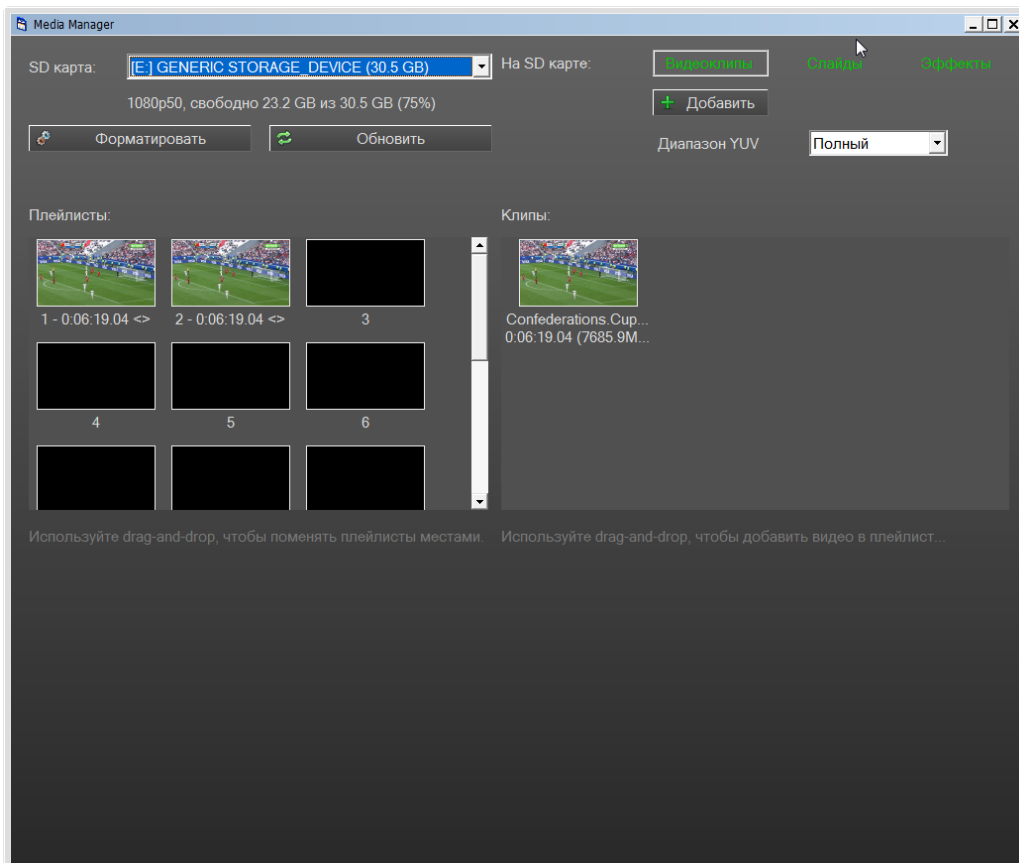 Media Manager
SD карта:
[E:] GENERIC STORAGE_DEVICE (30.5 GB)
На SD карте:
Видеоклипы
Слайды
Эффекты
1080p50, свободно 23.2 GB из 30.5 GB (75%)
Добавить
Форматировать
Обновить
Диапазон YUV
Полный
Плейлисты:
Клипы:
1 - 0:06:19.04 <>
2 - 0:06:19.04 <>
3
Confederations.Cup...
0:06:19.04 (7685.9M...
4
5
6
Используйте drag-and-drop, чтобы поменять плейлисты местами.
Используйте drag-and-drop, чтобы добавить видео в плейлист...